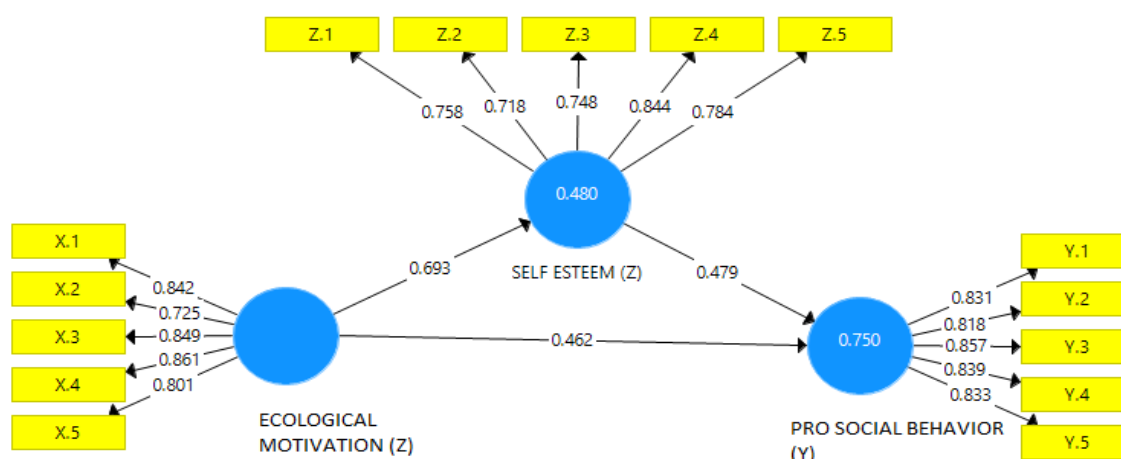 Z.1 Z.2 Z.3 Z.4 Z.5
0.758 0.718 0.748 0.844 0.784
0.480
SELF ESTEEM (Z)
X.1
X.2
X.3
X.4
X.5
0.842
0.725
0.849
0.861
0.801
0.693
0.479
0.462
ECOLOGICAL
MOTIVATION (Z)
0.750
PRO SOCIAL BEHAVIOR
(Y)
0.831
0.818
0.857
0.839
0.833
Y.1
Y.2
Y.3
Y.4
Y.5